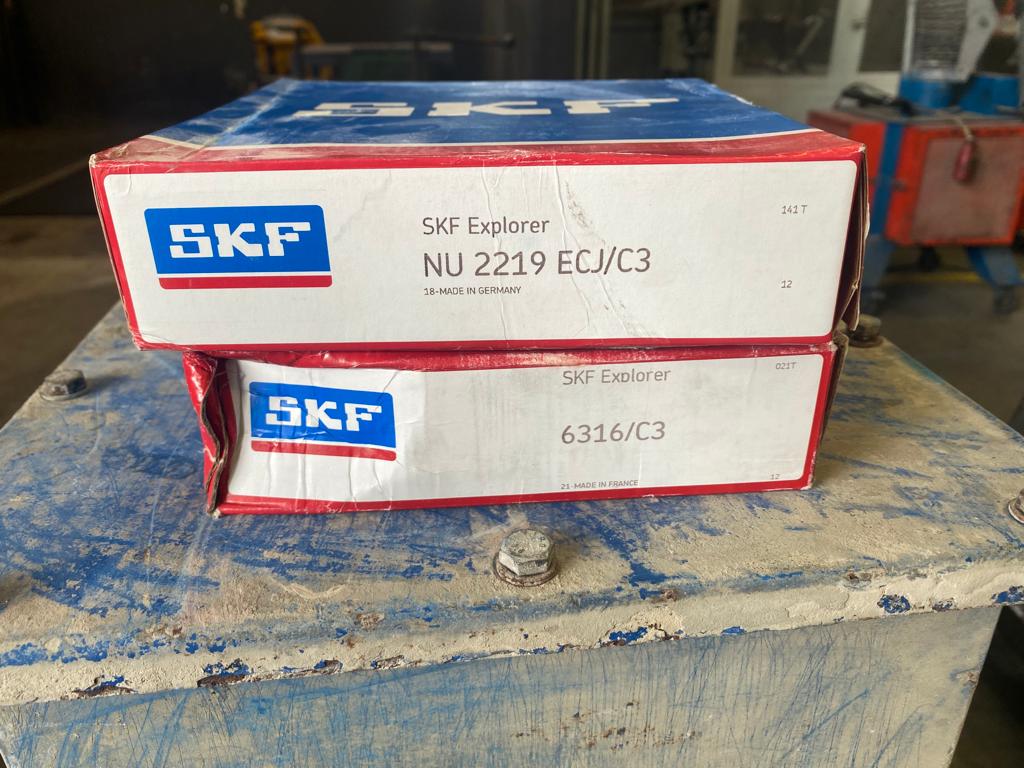 SKF
SKF
SKF Explorer
NU 2219 ECJ/C3
18-MADE IN GERMANY
141 T
12
SKF
SKF Explorer
6316/C3
21-MADE IN FRANCE
021T
12